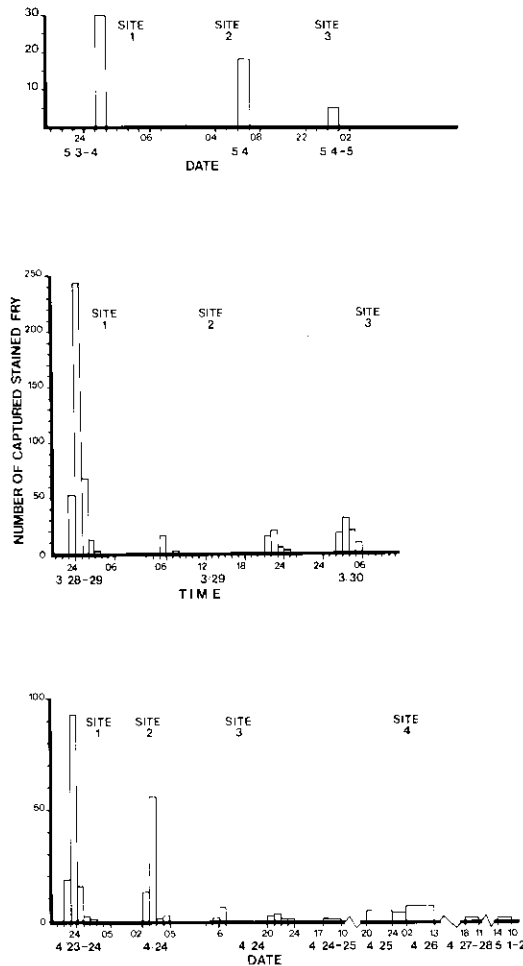 30
SITE 1 SITE 2 SITE 3
20
10
24 06 04 08 22 02
5 3-4 5 4 5 4-5
DATE
NUMBER OF CAPTURED STAINED FRY
250
200
SITE 1 SITE 2 SITE 3
150
100
50
0
24 06 06 12 18 24 24 06
3 28-29 3/29 3.30
TIME
100
SITE 1 SITE 2 SITE 3 SITE 4
50
0
24 05 02 05 6 20 24 17 10 20 24 02 13 18 11 14 10
4 23-24 4 24 4 24 4 24-25 4 25 4 26 4 27-28 5 1-2
DATE